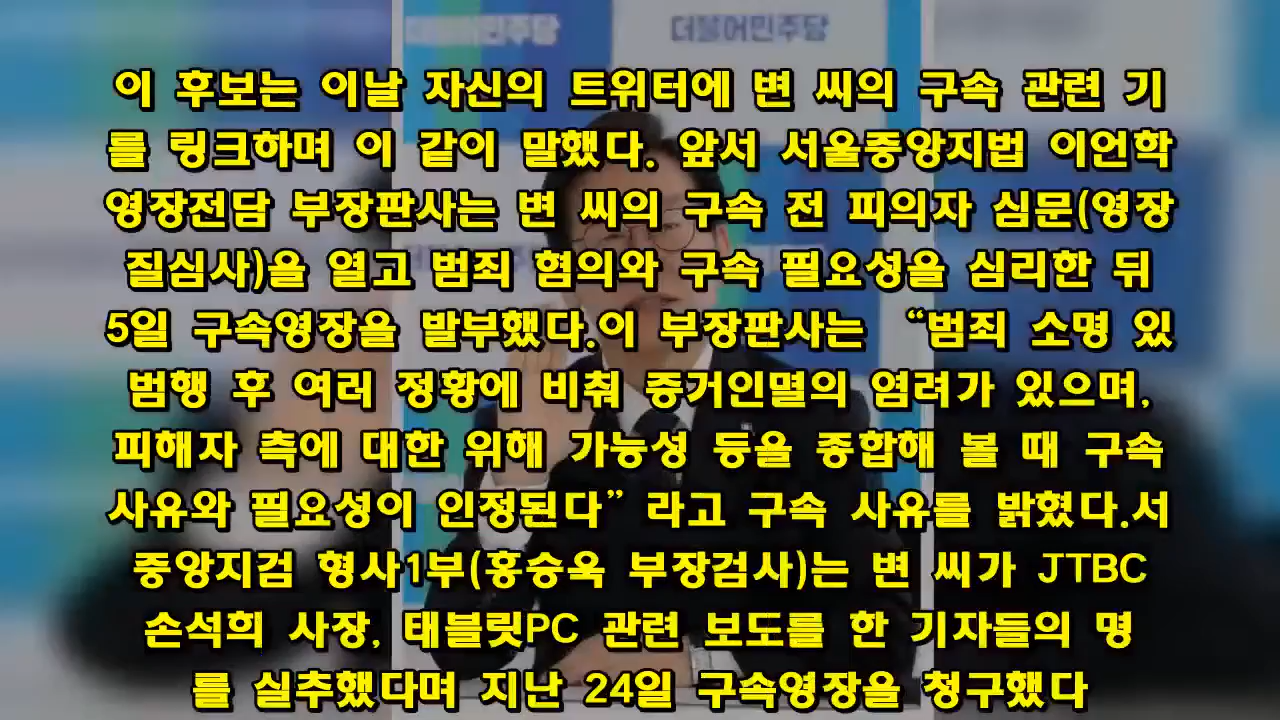 더불어민주당 더불어민주당
이 후보는 이날 자신의 트위터에 변 씨의 구속 관련 기
를 링크하며 이 같이 말했다. 앞서 서울중앙지법 이언학
영장전담 부장판사는 변 씨의 구속 전 피의자 심문(영장
질심사)을 열고 범죄 혐의와 구속 필요성을 심리한 뒤
5일 구속영장을 발부했다.이 부장판사는 “범죄 소명 있
범행 후 여러 정황에 비춰 증거인멸의 염려가 있으며,
피해자 측에 대한 위해 가능성 등을 종합해 볼 때 구속
사유와 필요성이 인정된다”라고 구속 사유를 밝혔다.서
중앙지검 형사1부(홍승욱 부장검사)는 변 씨가 JTBC
손석희 사장, 태블릿PC 관련 보도를 한 기자들의 명
를 실추했다며 지난 24일 구속영장을 청구했다